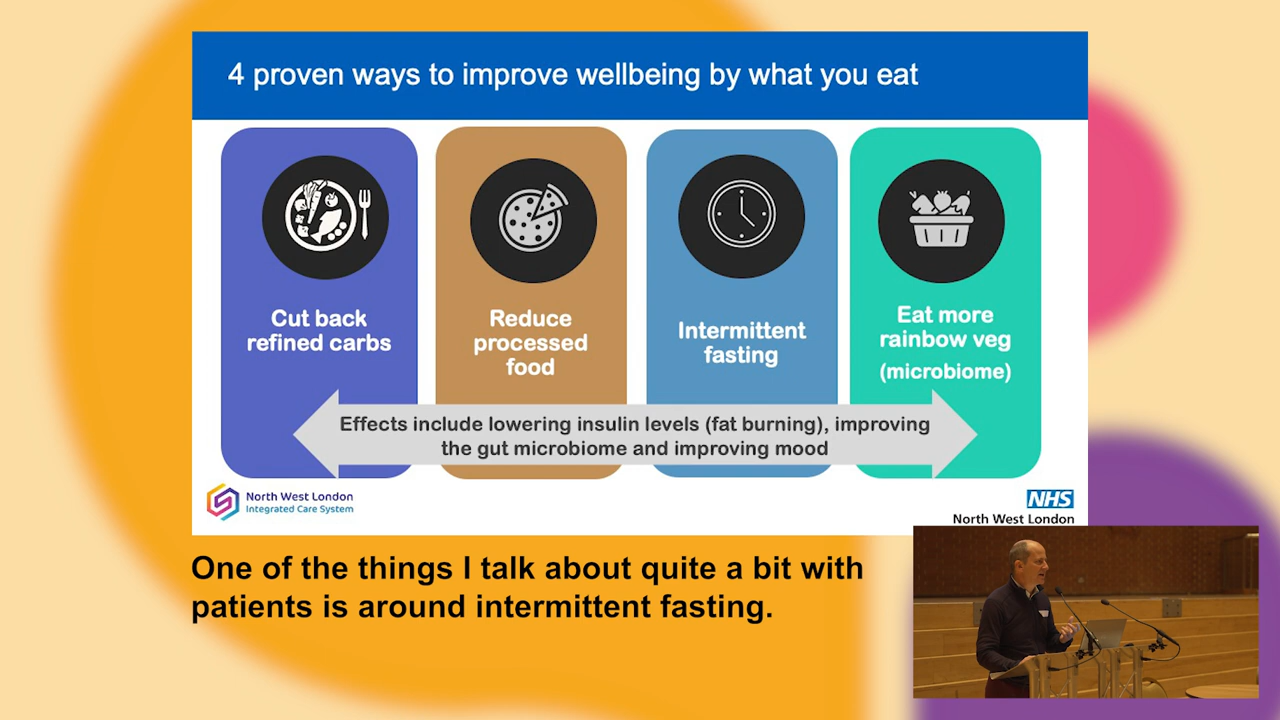 4 proven ways to improve wellbeing by what you eat
Cut back
refined carbs
Reduce
processed
food
Intermittent
fasting
Eat more
rainbow veg
(microbiome)
Effects include lowering insulin levels (fat burning), improving
the gut microbiome and improving mood
North West London
Integrated Care System
NHS
North West London
One of the things I talk about quite a bit with
patients is around intermittent fasting.